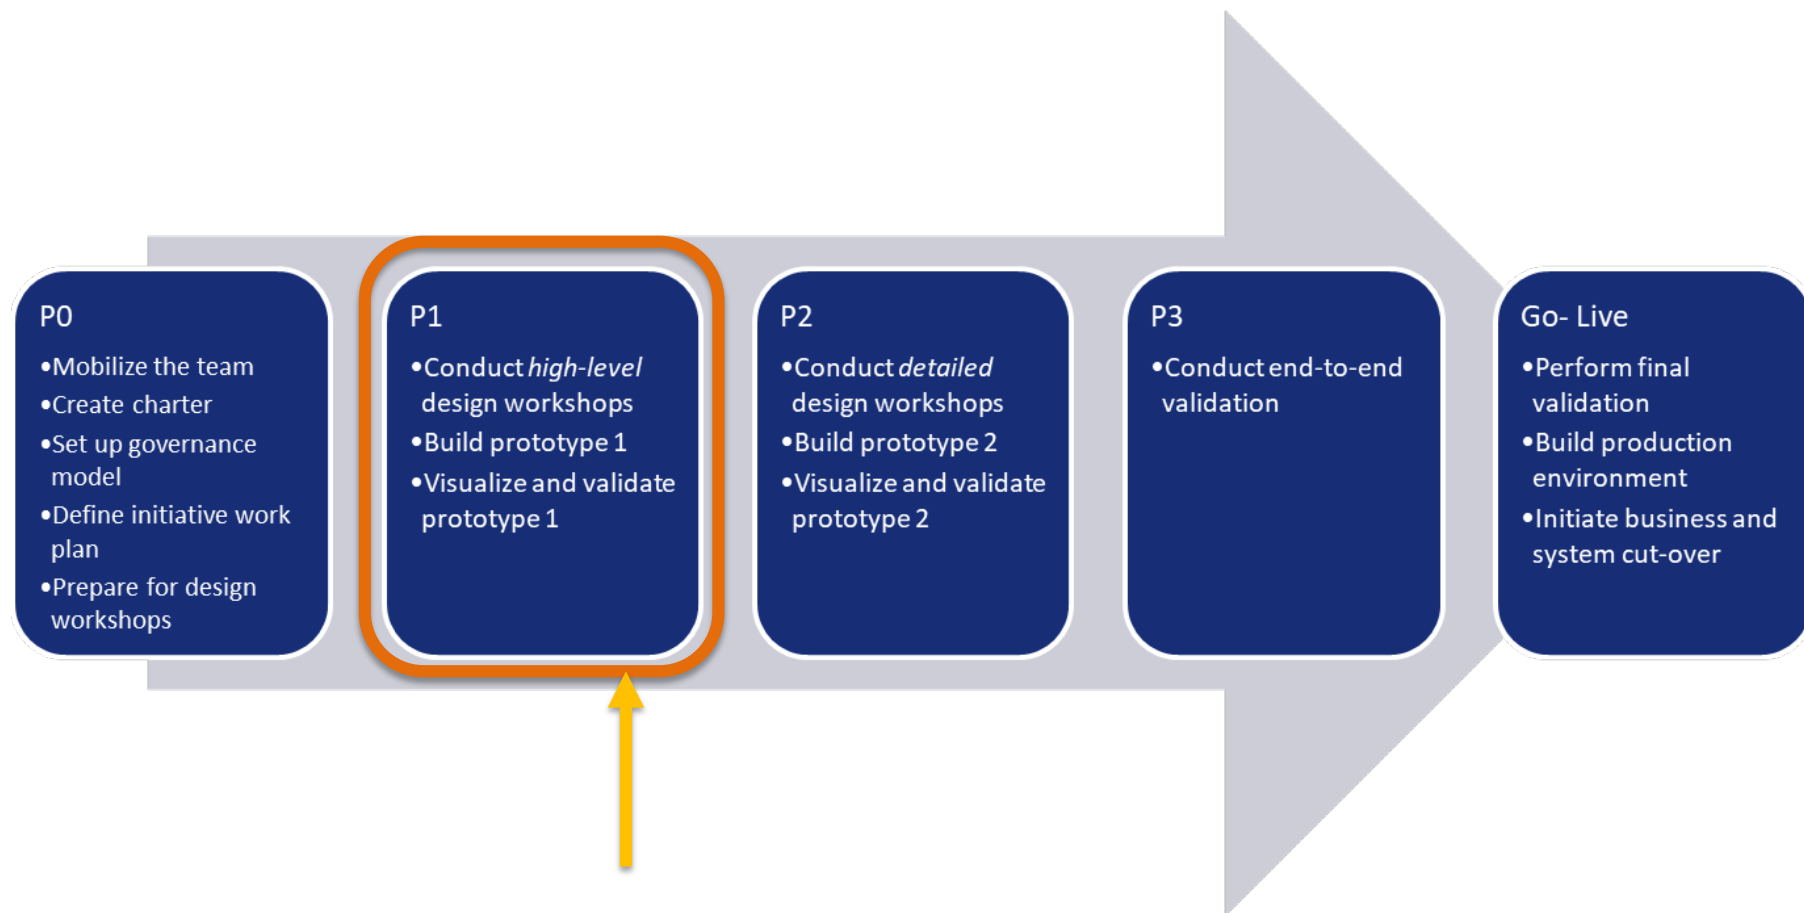 P0
•Mobilize the team
•Create charter
•Set up governance
model
•Define initiative work
plan
•Prepare for design
workshops
P1
•Conduct high-level
design workshops
•Build prototype 1
•Visualize and validate
prototype 1
P2
•Conduct detailed
design workshops
•Build prototype 2
•Visualize and validate
prototype 2
P3
•Conduct end-to-end
validation
Go- Live
•Perform final
validation
•Build production
environment
•Initiate business and
system cut-over